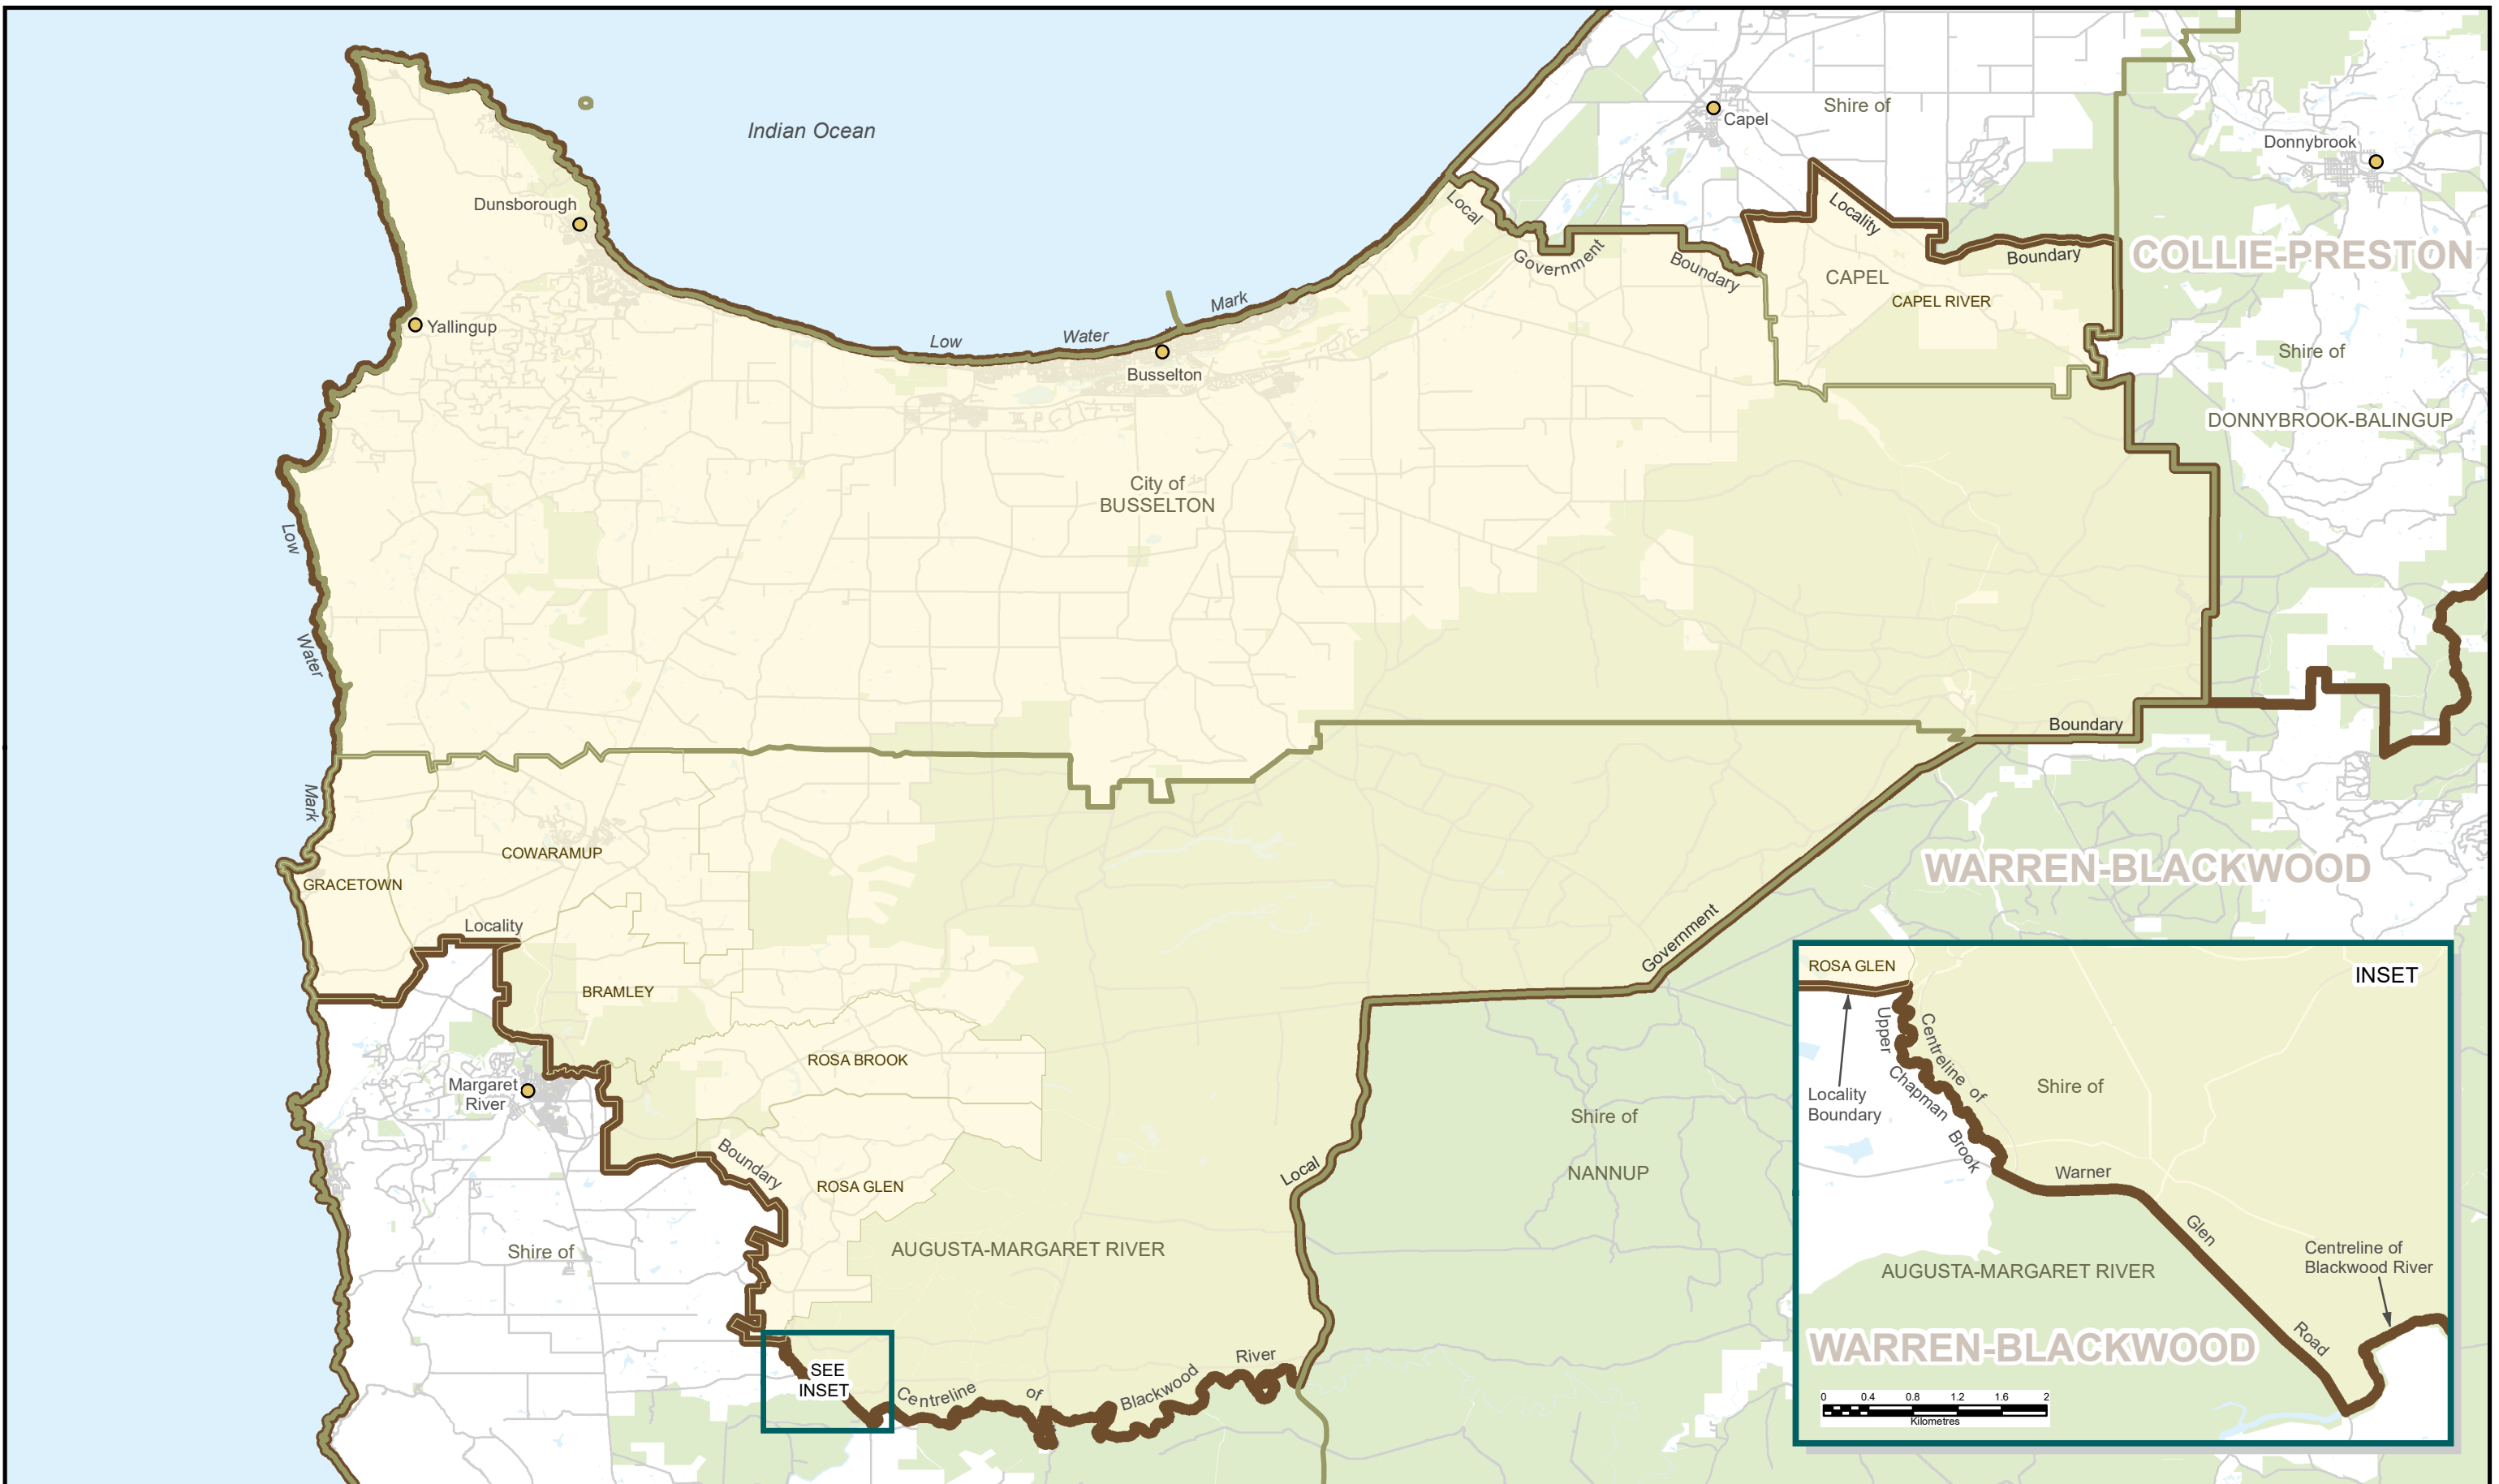 Indian Ocean
Capel
Shire of
Donnybrook
Dunsborough
Local
Government
Boundary
Locality
Boundary
COLLIE-PRESTON
CAPEL
CAPEL RIVER
Yallingup
Low
Water
Mark
Busselton
Shire of
DONNYBROOK-BALINGUP
City of
BUSSELTON
Low
Water
Mark
Boundary
COWARAMUP
GRACETOWN
Locality
WARREN-BLACKWOOD
Government
BRAMLEY
ROSA BROOK
Margaret
River
Boundary
Local
Shire of
NANNUP
ROSA GLEN
Shire of
AUGUSTA-MARGARET RIVER
SEE
INSET
Centreline
of
Blackwood
River
ROSA GLEN
INSET
Upper
Chapman
Brook
Centreline of
Locality
Boundary
Shire of
Warner
Glen
Road
Centreline of
Blackwood River
AUGUSTA-MARGARET RIVER
WARREN-BLACKWOOD
0 0.4 0.8 1.2 1.6 2
Kilometres